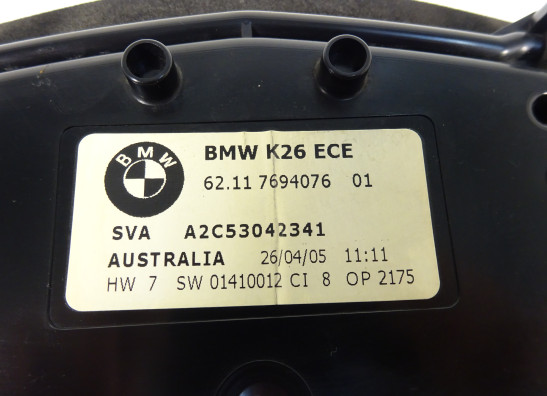 BMW
BMW K26 ECE
62.11 7694076 01
SVA A2C53042341
AUSTRALIA 26/04/05 11:11
HW 7 SW 01410012 CI 8 OP 2175